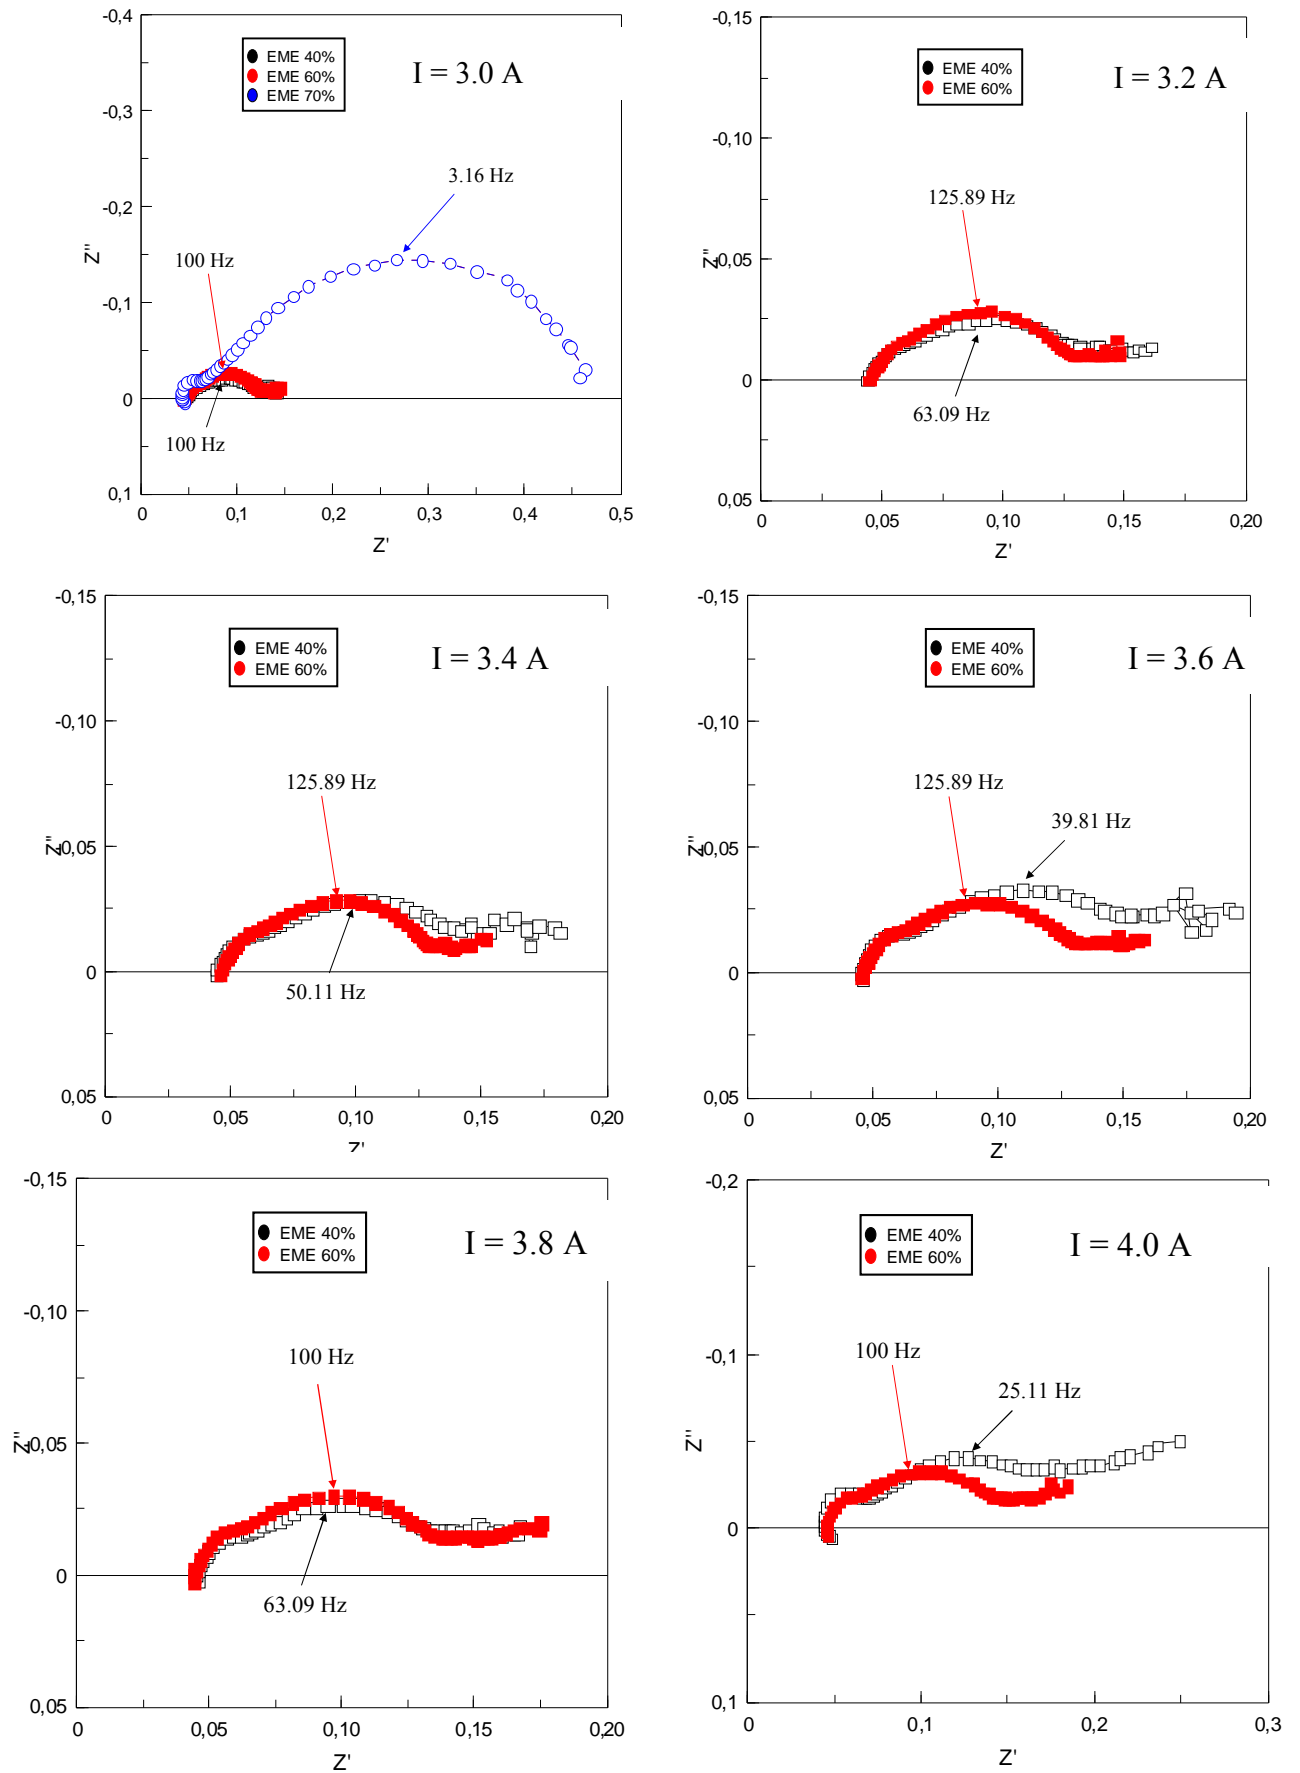 -0,4
EME 40%
EME 60%
EME 70%
I = 3.0 A
-0,3
3.16 Hz
-0,2
Z''
100 Hz
-0,1
0
100 Hz
0,1
0
0,1
0,2
0,3
0,4
0,5
Z'
-0,15
EME 40%
EME 60%
I = 3.2 A
-0,10
125.89 Hz
Z''
-0,05
0
63.09 Hz
0,05
0
0,05
0,10
0,15
0,20
Z'
-0,15
EME 40%
EME 60%
I = 3.4 A
-0,10
125.89 Hz
Z''
-0,05
0
50.11 Hz
0,05
0
0,05
0,10
0,15
0,20
Z'
-0,15
EME 40%
EME 60%
I = 3.6 A
-0,10
125.89 Hz
39.81 Hz
Z''
-0,05
0
0,05
0
0,05
0,10
0,15
0,20
Z'
-0,15
EME 40%
EME 60%
I = 3.8 A
-0,10
100 Hz
Z''
-0,05
0
63.09 Hz
0,05
0
0,05
0,10
0,15
0,20
Z'
-0,2
EME 40%
EME 60%
I = 4.0 A
-0,1
100 Hz
25.11 Hz
Z''
0
0,1
0
0,1
0,2
0,3
Z'